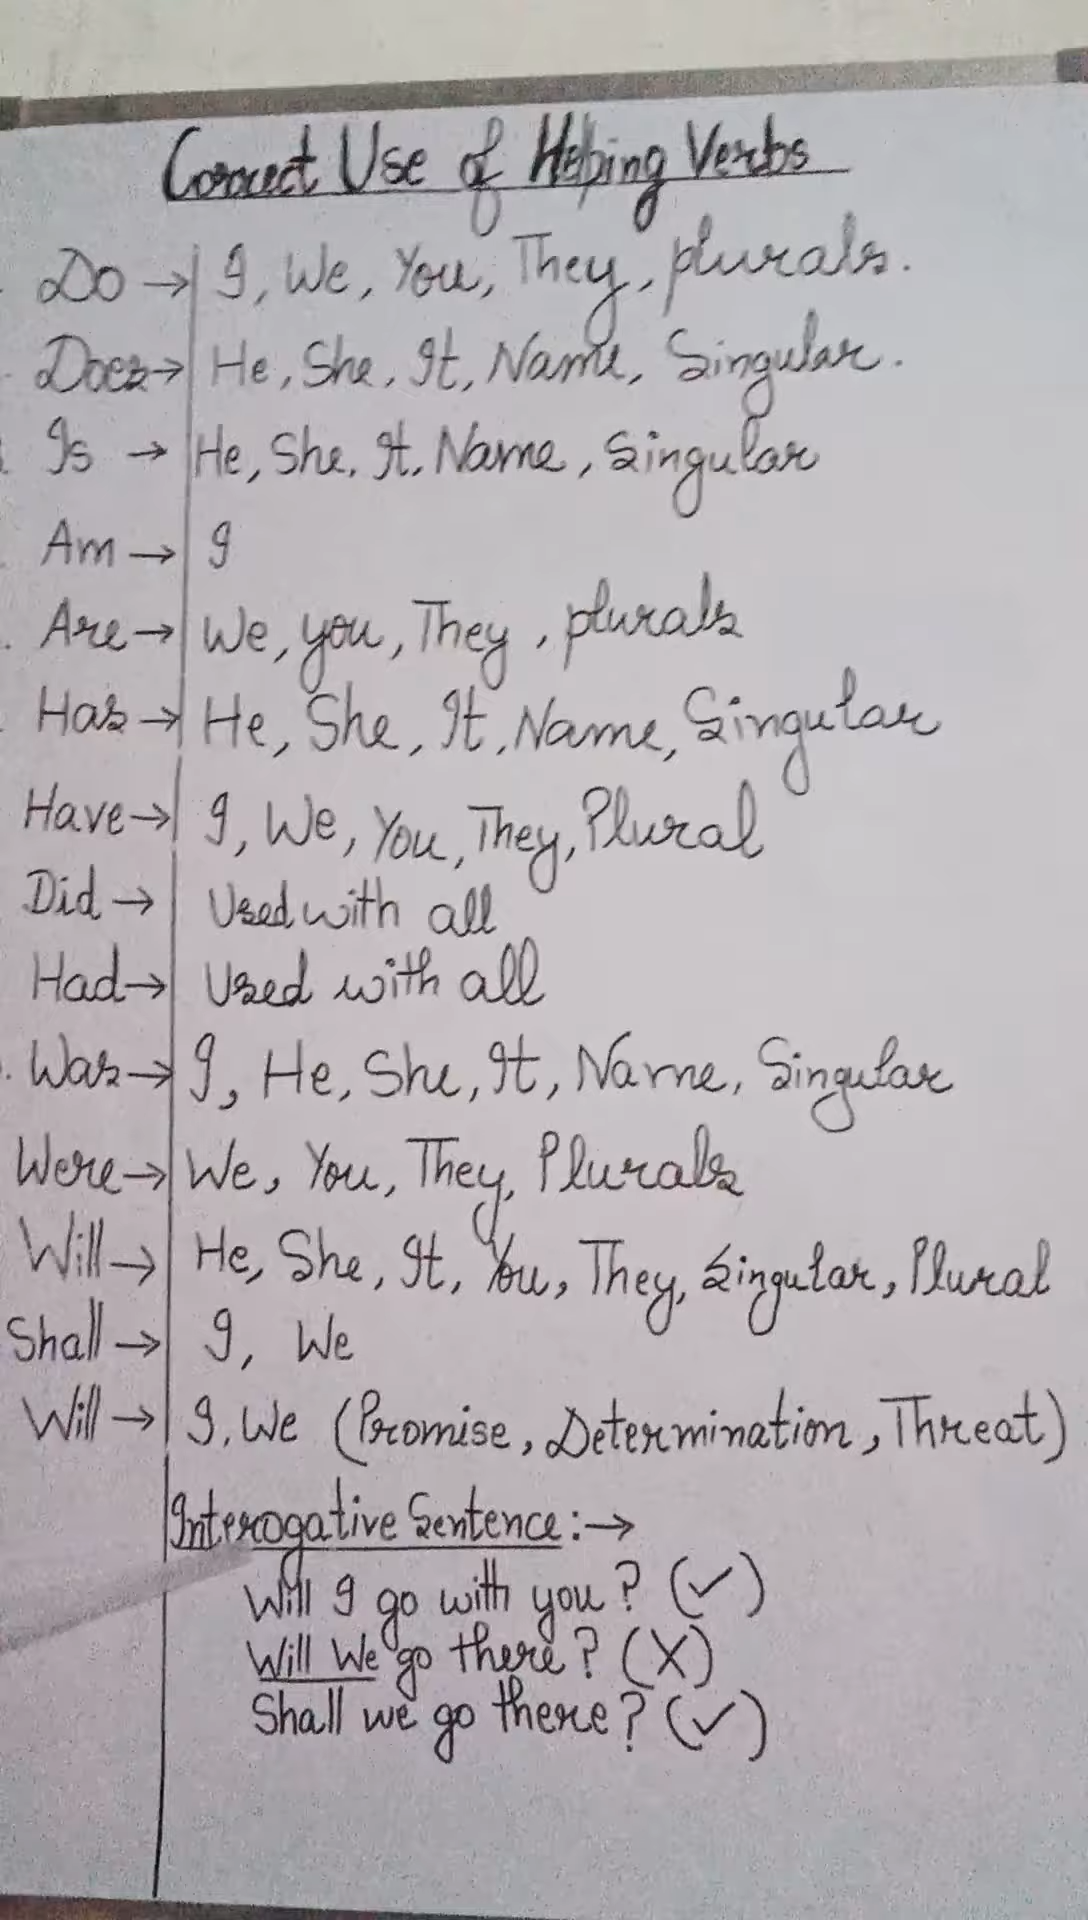 Correct Use of Helping Verbs
Do → I, We, You, They, plurals.
Does → He, She, It, Name, Singular.
Is → He, She, It, Name, Singular
Am → I
Are → We, you, They, plurals
Has → He, She, It, Name, Singular
Have → I, We, You, They, Plural
Did → Used with all
Had → Used with all
Was → I, He, She, It, Name, Singular
Were → We, You, They, Plurals
Will → He, She, It, You, They, Singular, Plural
Shall → I, We
Will → I, We (Promise, Determination, Threat)
Interogative Sentence :→
Will I go with you? (✓)
Will We go there? (X)
Shall we go there? (✓)